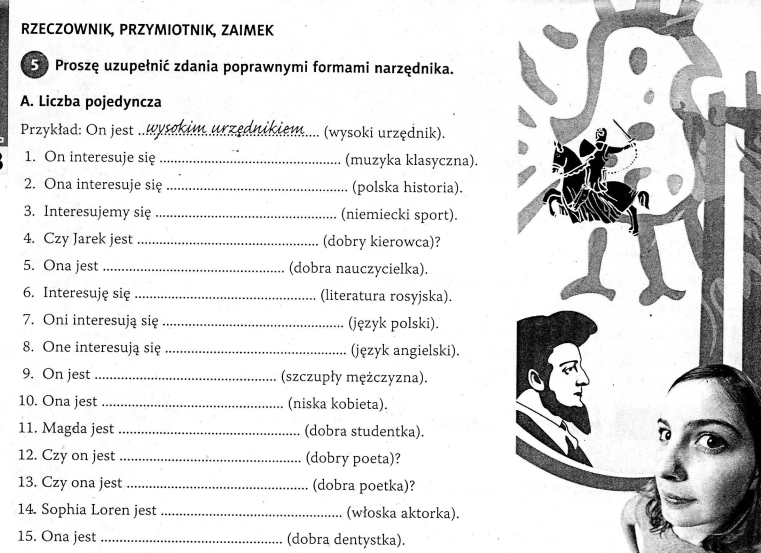 RZECZOWNIK, PRZYMIOTNIK, ZAIMEK
5 Proszę uzupełnić zdania poprawnymi formami narzędnika.
A. Liczba pojedyncza
Przykład: On jest ..wysokim urzędnikiem.... (wysoki urzędnik).
1. On interesuje się ............................................. (muzyka klasyczna).
2. Ona interesuje się ............................................. (polska historia).
3. Interesujemy się ............................................. (niemiecki sport).
4. Czy Jarek jest ............................................. (dobry kierowca)?
5. Ona jest ............................................. (dobra nauczycielka).
6. Interesuję się ............................................. (literatura rosyjska).
7. Oni interesują się ............................................. (język polski).
8. One interesują się ............................................. (język angielski).
9. On jest ............................................. (szczupły mężczyzna).
10. Ona jest ............................................. (niska kobieta).
11. Magda jest ............................................. (dobra studentka).
12. Czy on jest ............................................. (dobry poeta)?
13. Czy ona jest ............................................. (dobra poetka)?
14. Sophia Loren jest ............................................. (włoska aktorka).
15. Ona jest ............................................. (dobra dentystka).